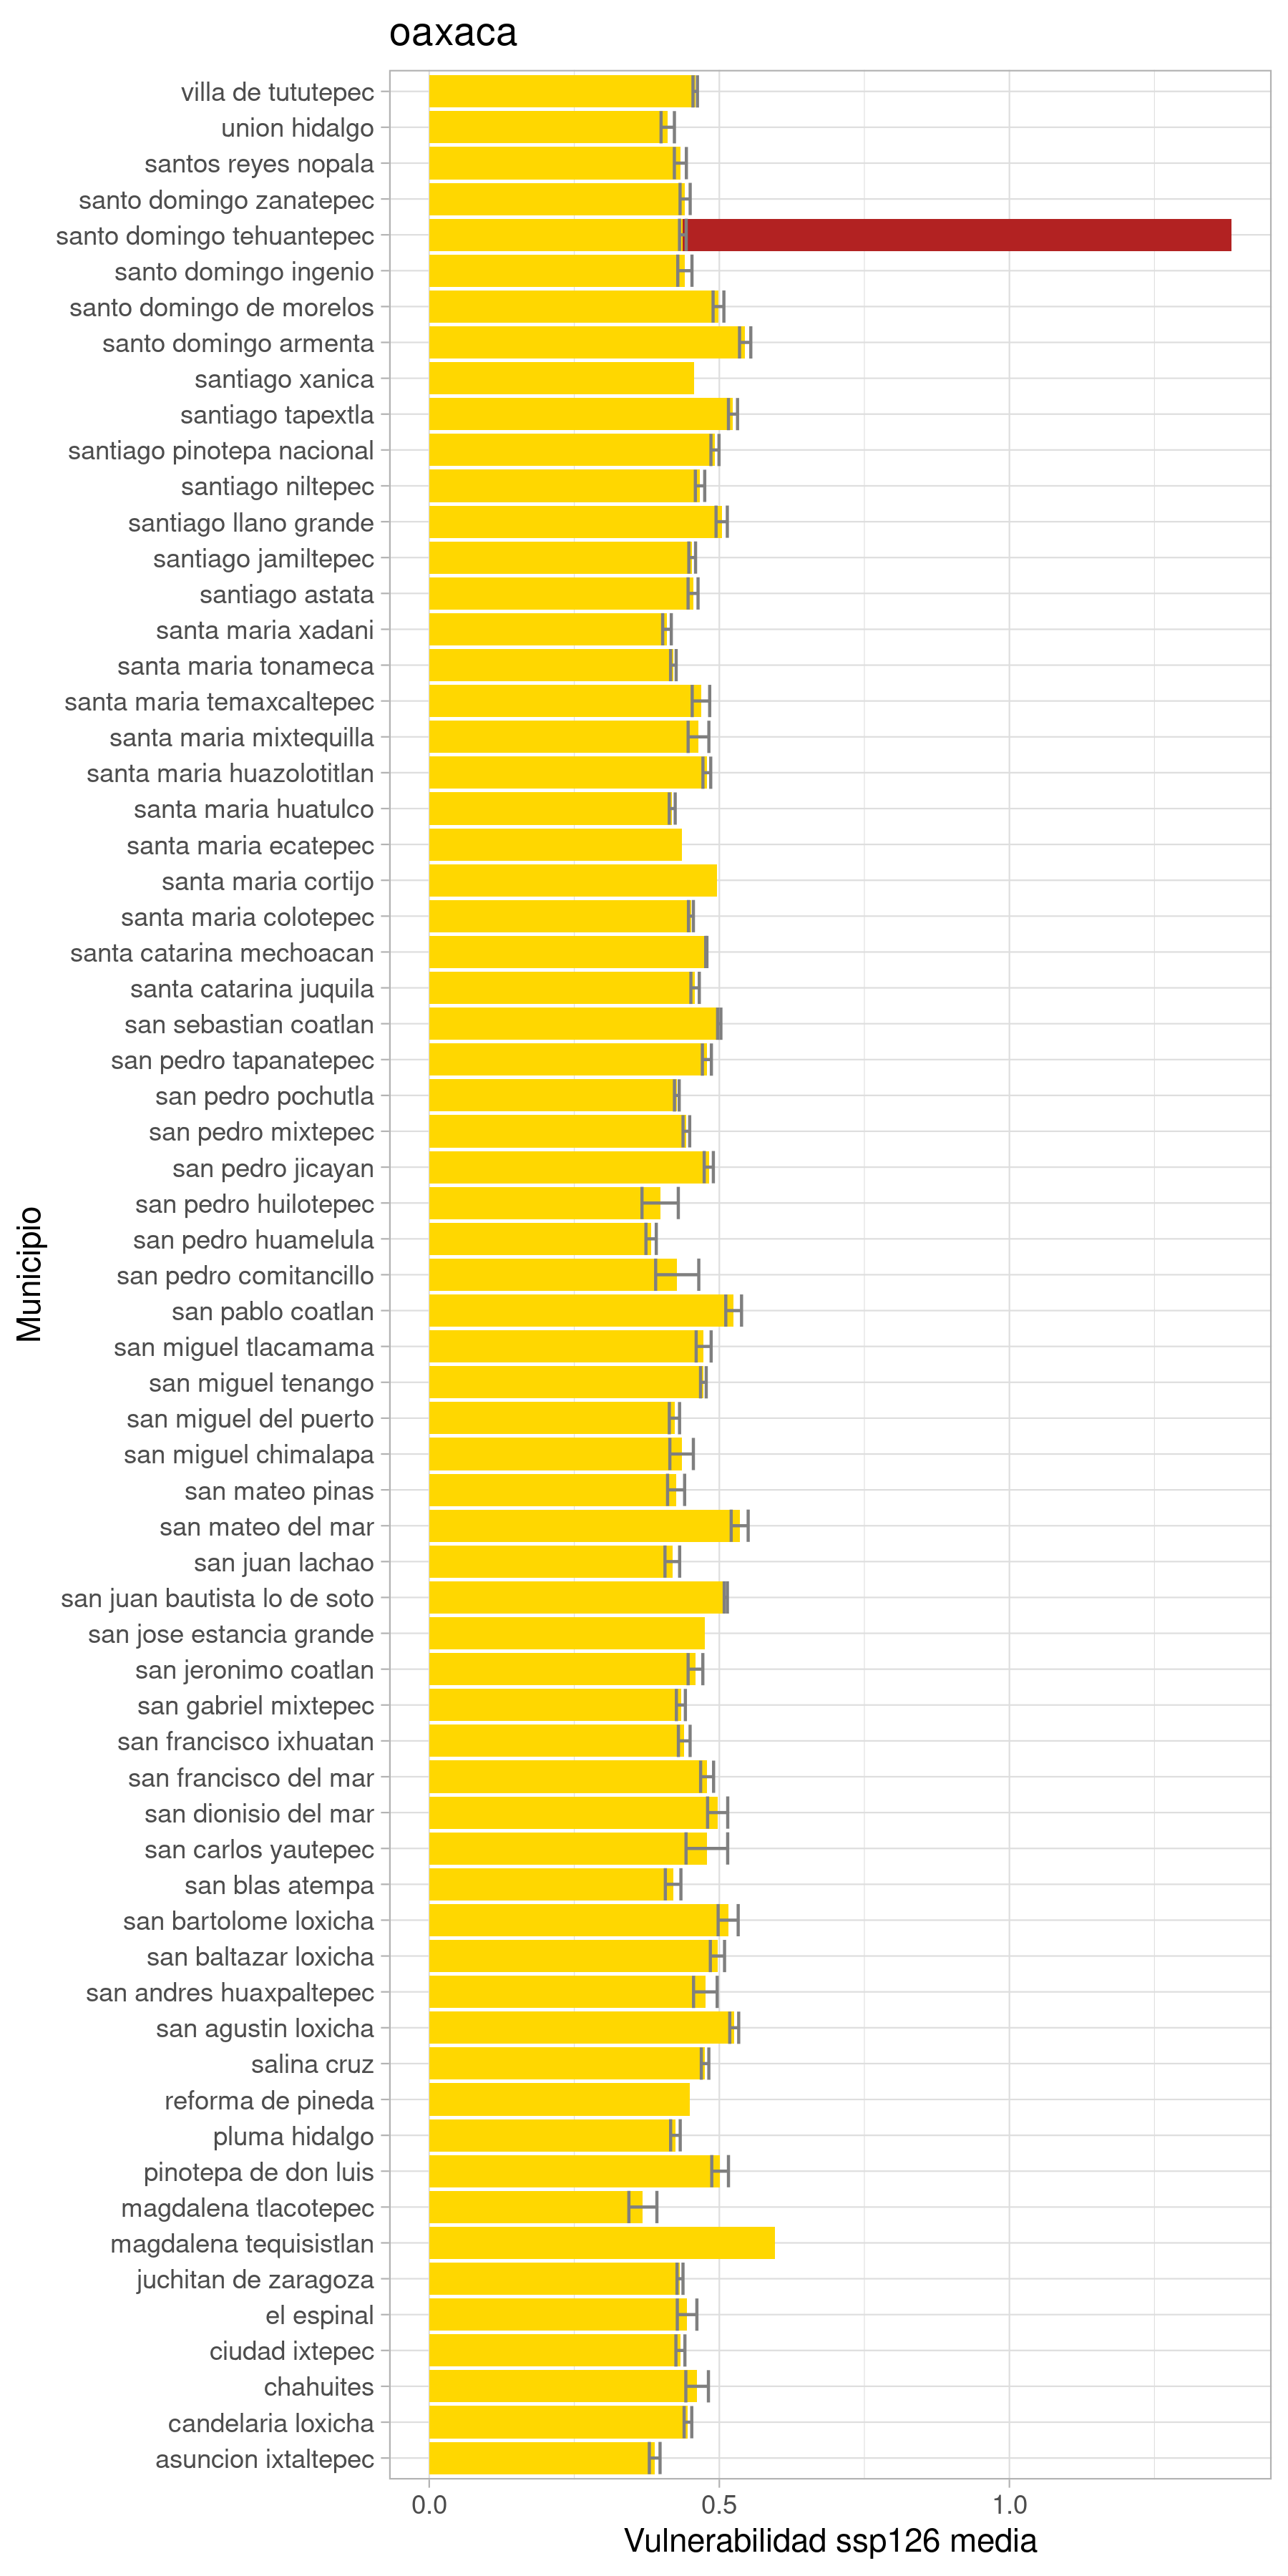 oaxaca
villa de tututepec
union hidalgo
santos reyes nopala
santo domingo zanatepec
santo domingo tehuantepec
santo domingo ingenio
santo domingo de morelos
santo domingo armenta
santiago xanica
santiago tapextla
santiago pinotepa nacional
santiago niltepec
santiago llano grande
santiago jamiltepec
santiago astata
santa maria xadani
santa maria tonameca
santa maria temaxcaltepec
santa maria mixtequilla
santa maria huazolotitlan
santa maria huatulco
santa maria ecatepec
santa maria cortijo
santa maria colotepec
santa catarina mechoacan
santa catarina juquila
san sebastian coatlan
san pedro tapanatepec
san pedro pochutla
san pedro mixtepec
san pedro jicayan
san pedro huilotepec
san pedro huamelula
san pedro comitancillo
san pablo coatlan
san miguel tlacamama
san miguel tenango
san miguel del puerto
san miguel chimalapa
san mateo pinas
san mateo del mar
san juan lachao
san juan bautista lo de soto
san jose estancia grande
san jeronimo coatlan
san gabriel mixtepec
san francisco ixhuatan
san francisco del mar
san dionisio del mar
san carlos yautepec
san blas atempa
san bartolome loxicha
san baltazar loxicha
san andres huaxpaltepec
san agustin loxicha
salina cruz
reforma de pineda
pluma hidalgo
pinotepa de don luis
magdalena tlacotepec
magdalena tequisistlan
juchitan de zaragoza
el espinal
ciudad ixtepec
chahuites
candelaria loxicha
asuncion ixtaltepec
Municipio
0.0 0.5 1.0
Vulnerabilidad ssp126 media